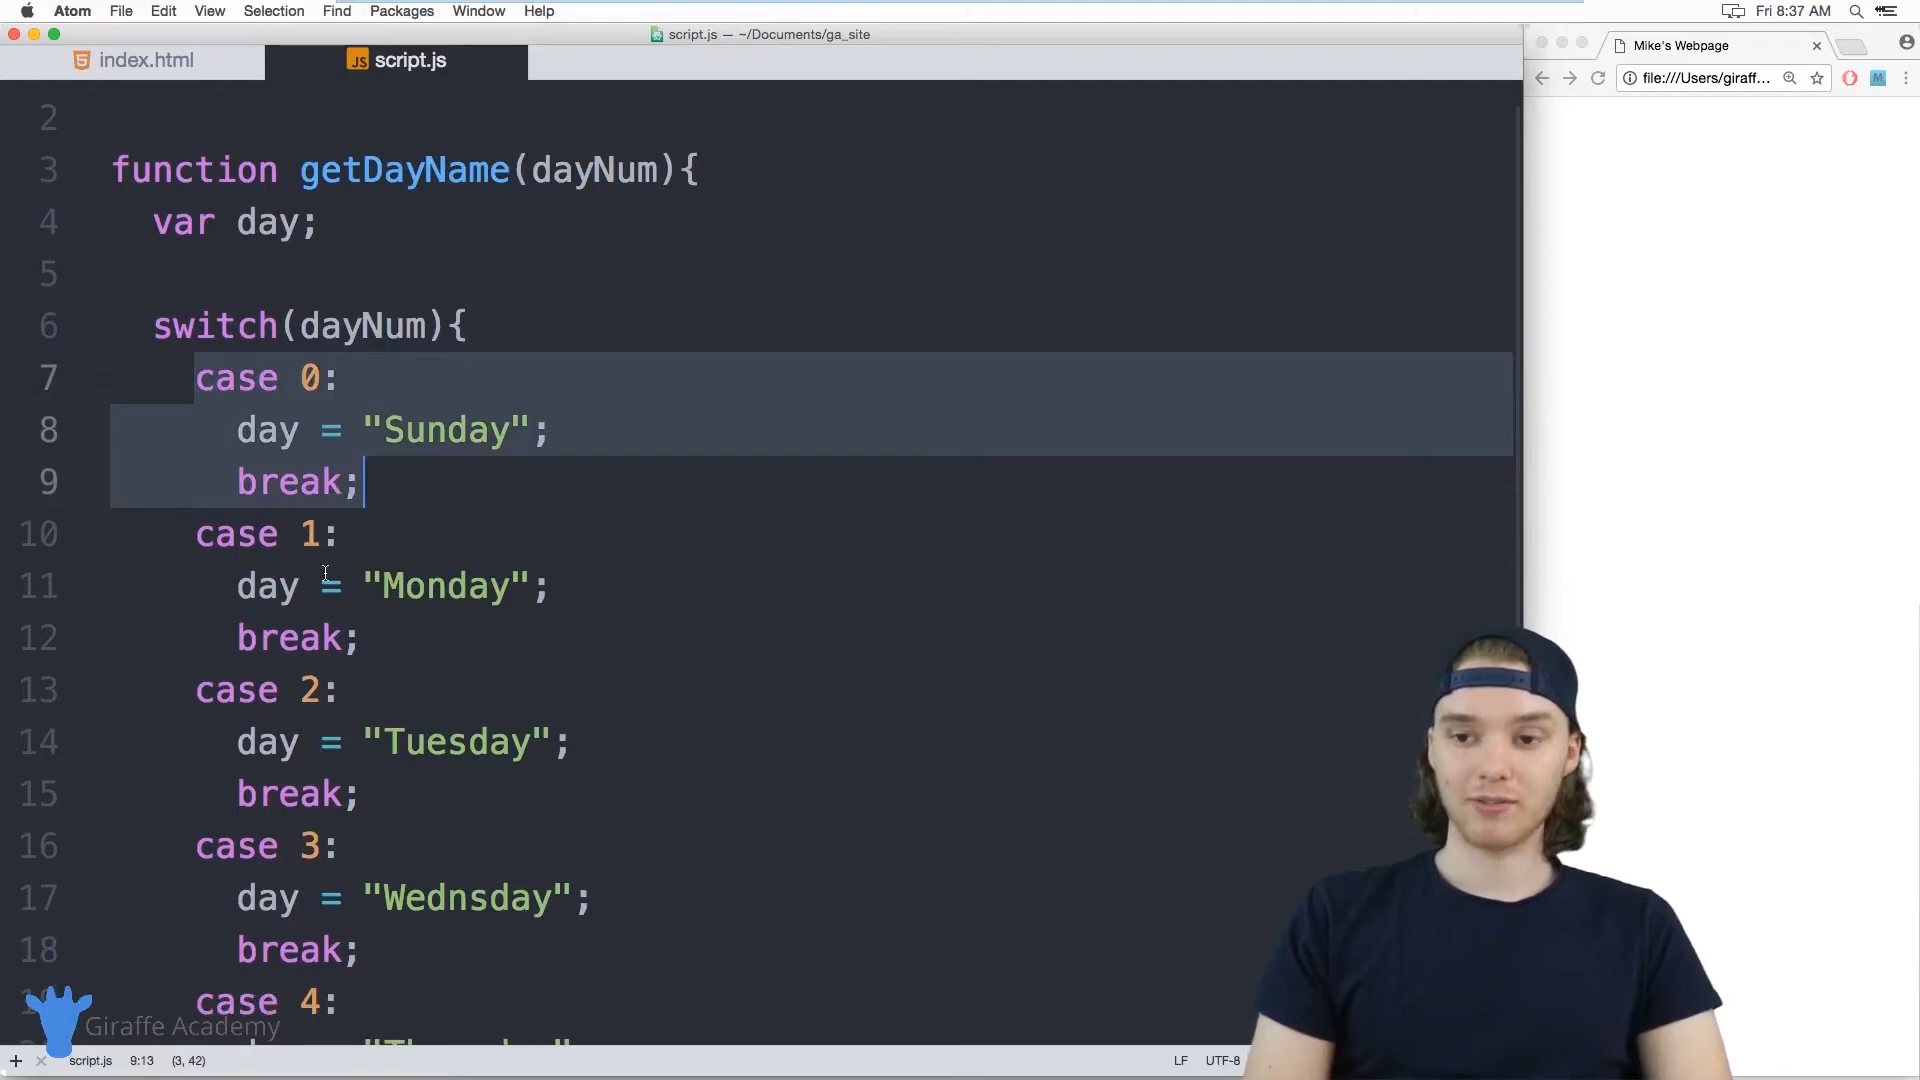 Atom File Edit View Selection Find Packages Window Help Fri 8:37 AM
script.js — ~/Documents/ga_site
index.html
JS script.js
Mike's Webpage
file:///Users/giraff...
2
3 function getDayName(dayNum){
4 var day;
5
6 switch(dayNum){
7 case 0:
8 day = "Sunday";
9 break;
10 case 1:
11 day = "Monday";
12 break;
13 case 2:
14 day = "Tuesday";
15 break;
16 case 3:
17 day = "Wednsday";
18 break;
case 4:
Giraffe Academy
script.js 9:13 (3, 42) LF UTF-8